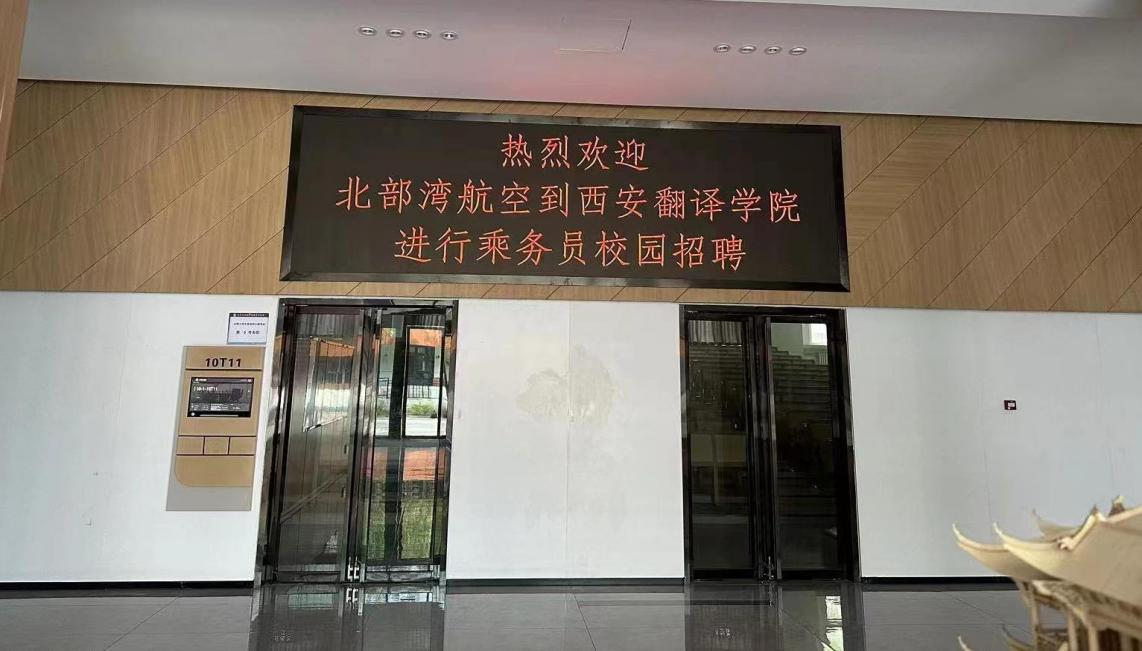 热烈欢迎
北部湾航空到西安翻译学院
进行乘务员校园招聘
10T11